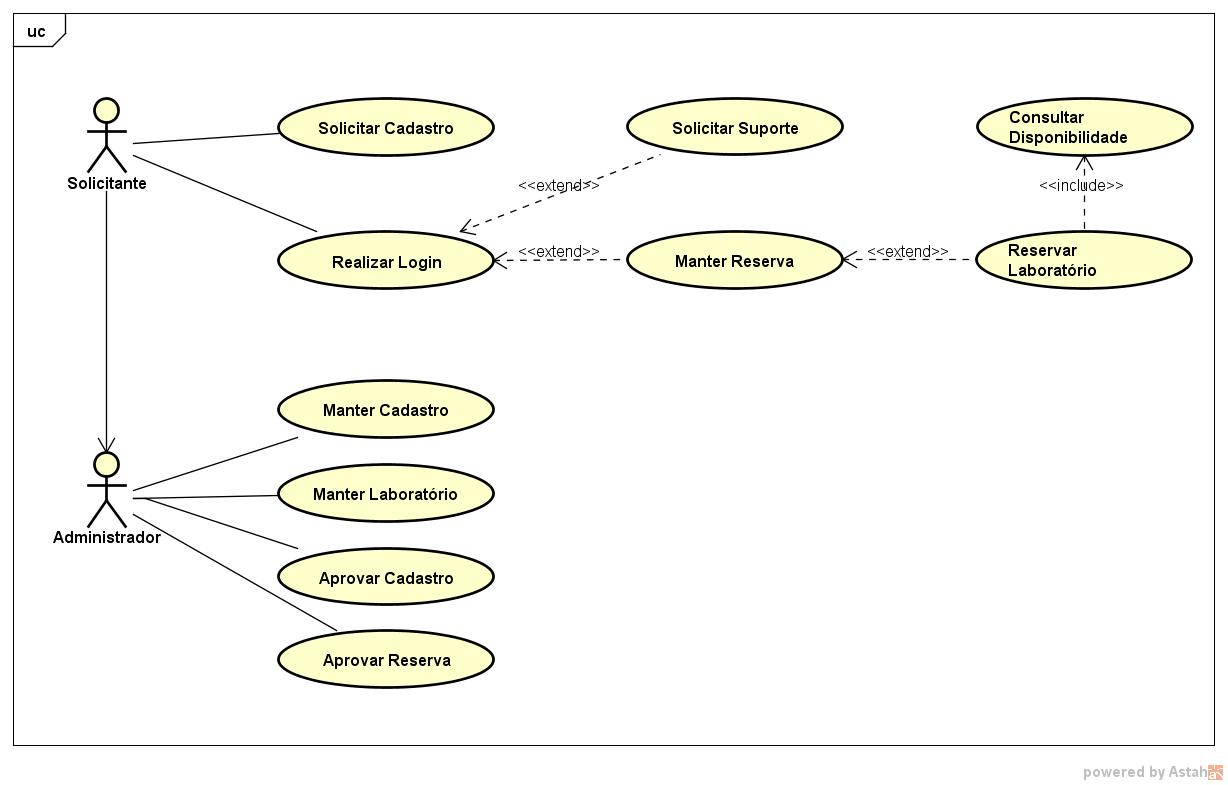 uc
Solicitante
Solicitar Cadastro
Solicitar Suporte
Consultar
Disponibilidade
<<extend>>
<<include>>
Realizar Login
<<extend>>
Manter Reserva
<<extend>>
Reservar
Laboratório
Manter Cadastro
Manter Laboratório
Administrador
Aprovar Cadastro
Aprovar Reserva
powered by Astah